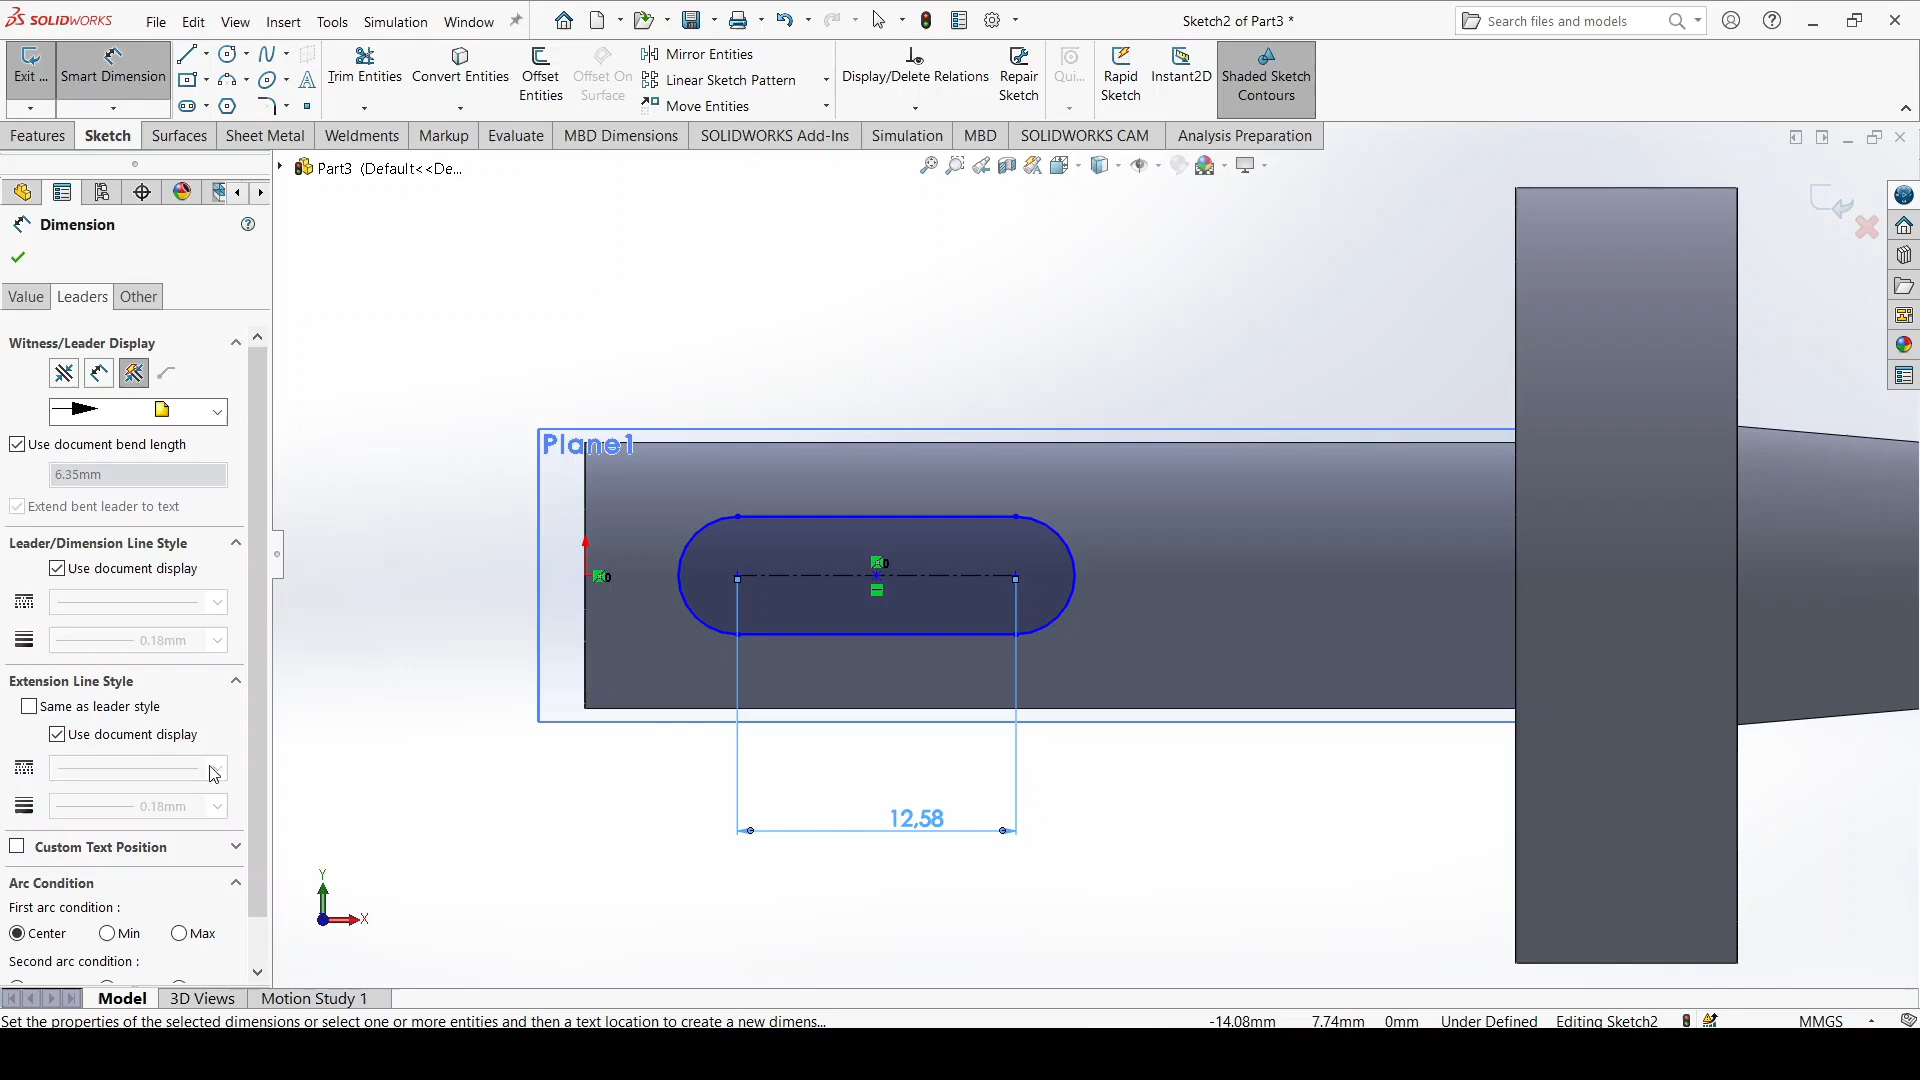 SOLIDWORKS File Edit View Insert Tools Simulation Window Sketch2 of Part3 * Search files and models
Exit ... Smart Dimension Trim Entities Convert Entities Offset Entities Offset On Surface Mirror Entities Linear Sketch Pattern Move Entities Display/Delete Relations Repair Sketch Qui... Rapid Sketch Instant2D Shaded Sketch Contours
Features Sketch Surfaces Sheet Metal Weldments Markup Evaluate MBD Dimensions SOLIDWORKS Add-Ins Simulation MBD SOLIDWORKS CAM Analysis Preparation
Part3 (Default<<De...
Dimension
Value Leaders Other
Witness/Leader Display
Use document bend length
6.35mm
Extend bent leader to text
Leader/Dimension Line Style
Use document display
0.18mm
Extension Line Style
Same as leader style
Use document display
0.18mm
Custom Text Position
Arc Condition
First arc condition :
Center Min Max
Second arc condition :
Plane1
0
0
12,58
Y
X
Model 3D Views Motion Study 1
Set the properties of the selected dimensions or select one or more entities and then a text location to create a new dimens... -14.08mm 7.74mm 0mm Under Defined Editing Sketch2 MMGS